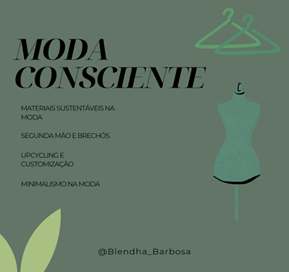 MODA
CONSCIENTE
MATERIAIS SUSTENTÁVEIS NA
MODA
SEGUNDA MÃO E BRECHÓS
UPCYCLING E
CUSTOMIZAÇÃO
MINIMALISMO NA MODA
@Blendha_Barbosa